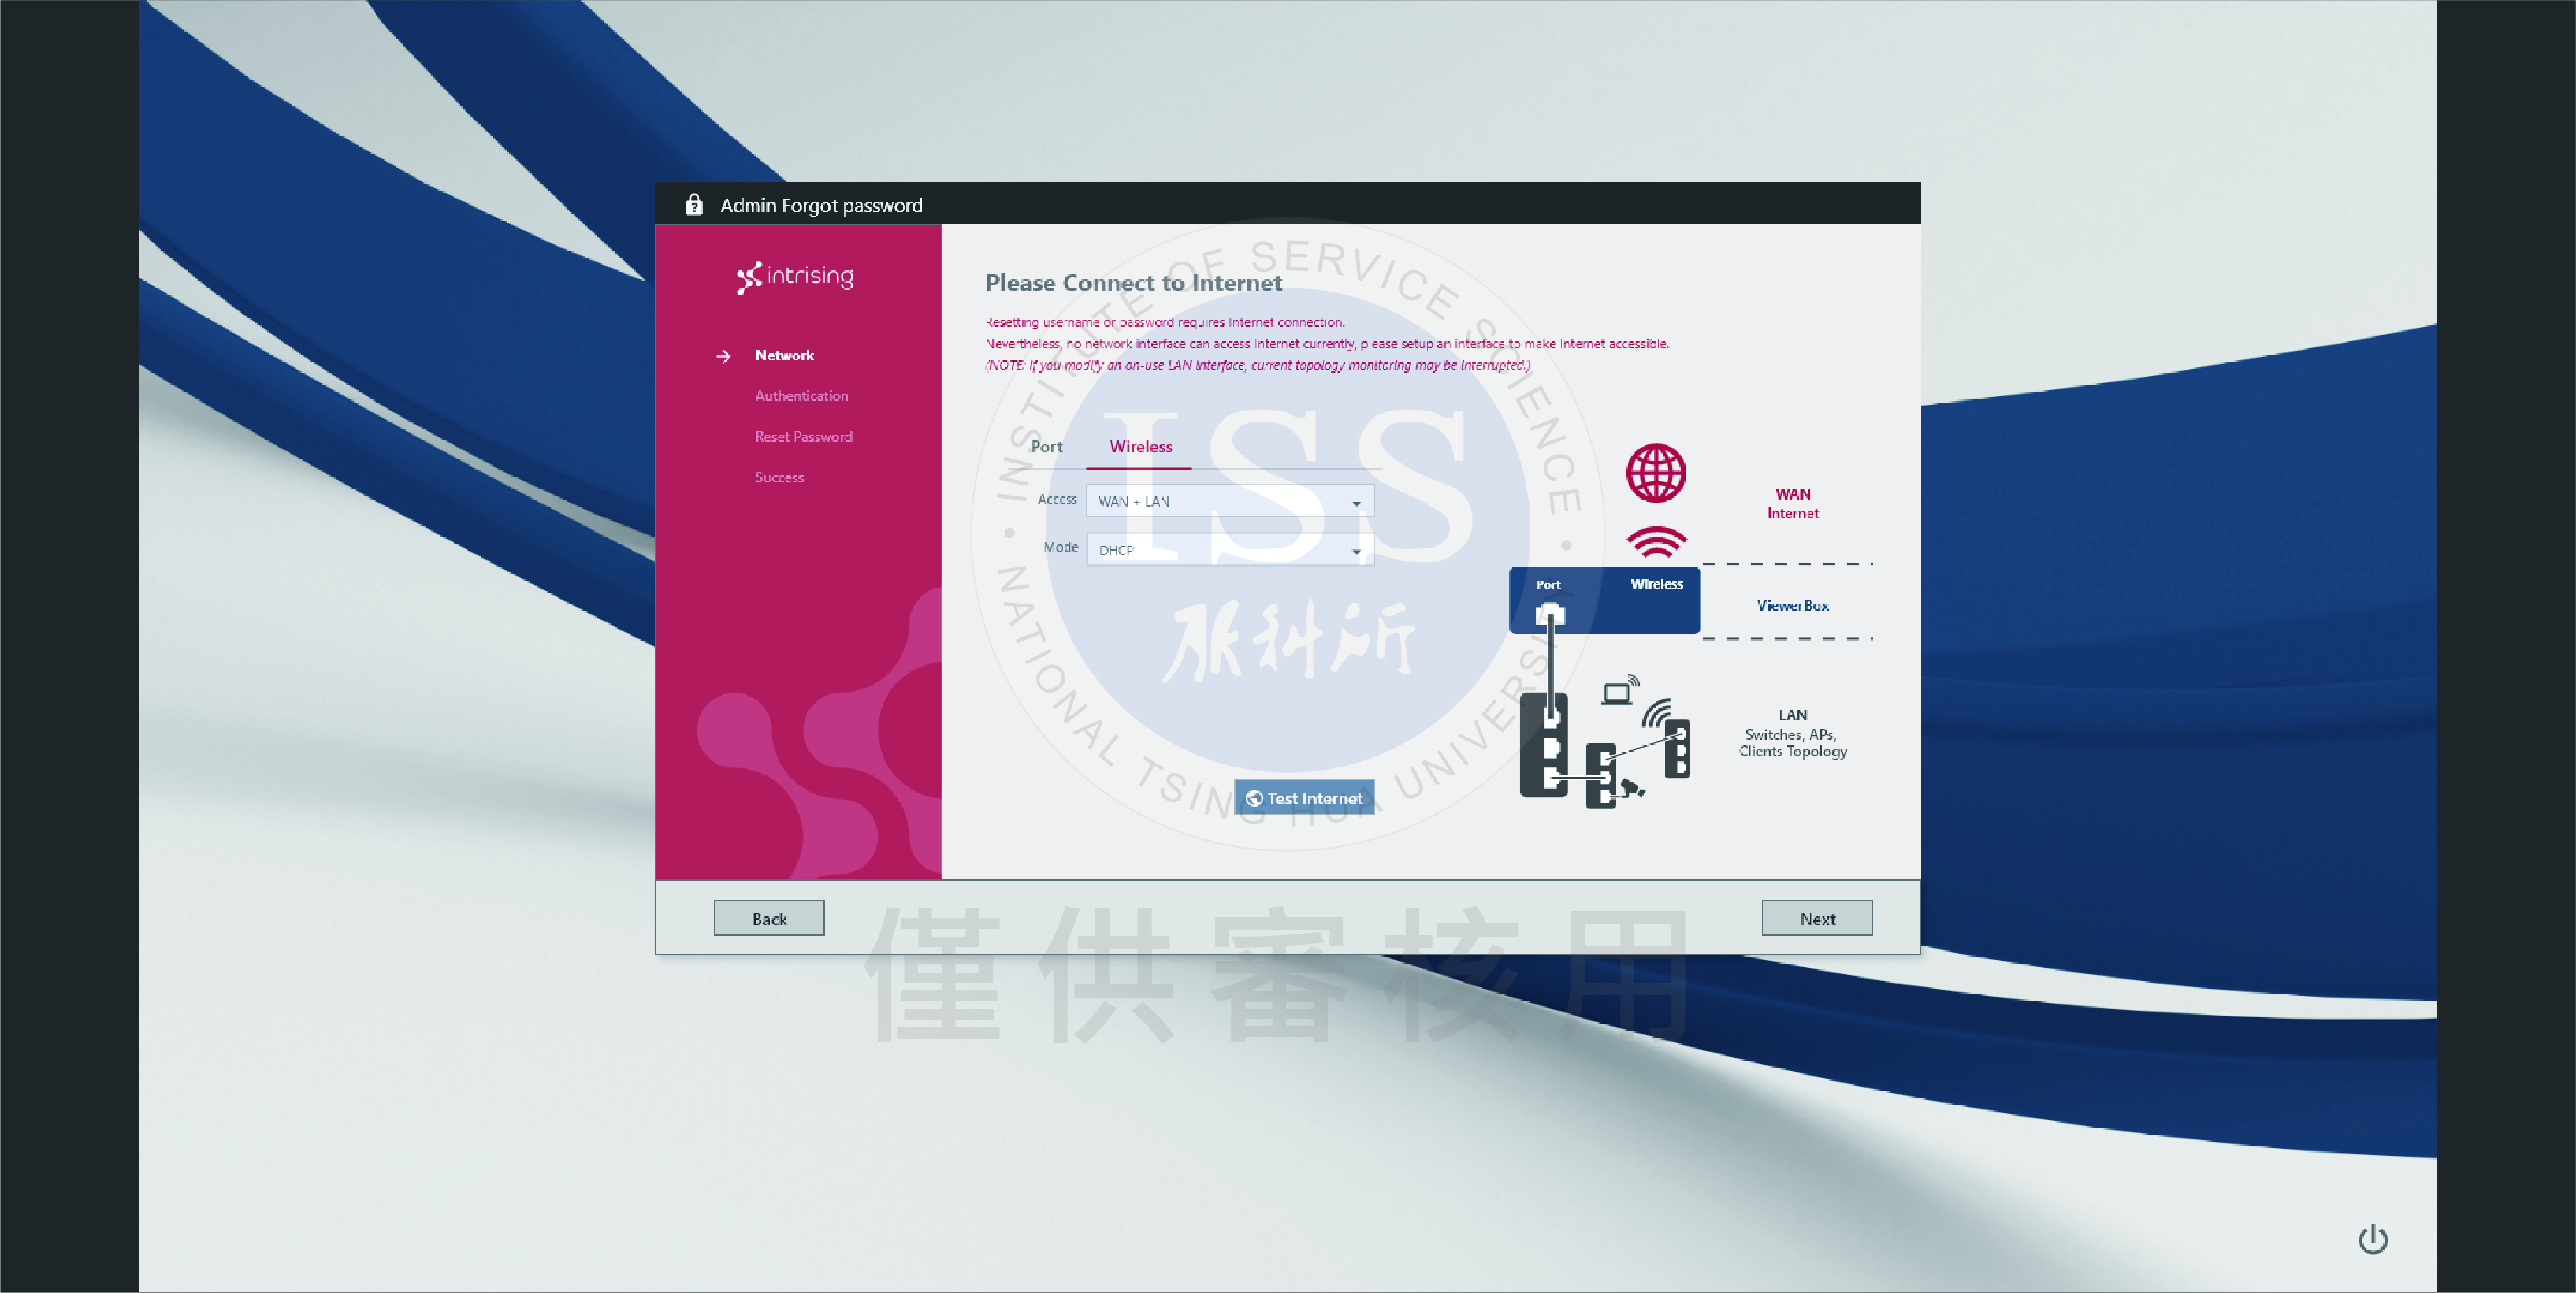 Admin Forgot password
intrising
Network
Authentication
Reset Password
Success
Please Connect to Internet
Resetting username or password requires Internet connection.
Nevertheless, no network interface can access Internet currently, please setup an interface to make Internet accessible.
(NOTE: If you modify an on-use LAN interface, current topology monitoring may be interrupted.)
Port Wireless
Access WAN + LAN
Mode DHCP
Test Internet
WAN
Internet
Port Wireless
ViewerBox
LAN
Switches, APs,
Clients Topology
Back Next
INSTITUTE OF SERVICE SCIENCE
ISS
服科所
NATIONAL TSING HUA UNIVERSITY
僅供審核用